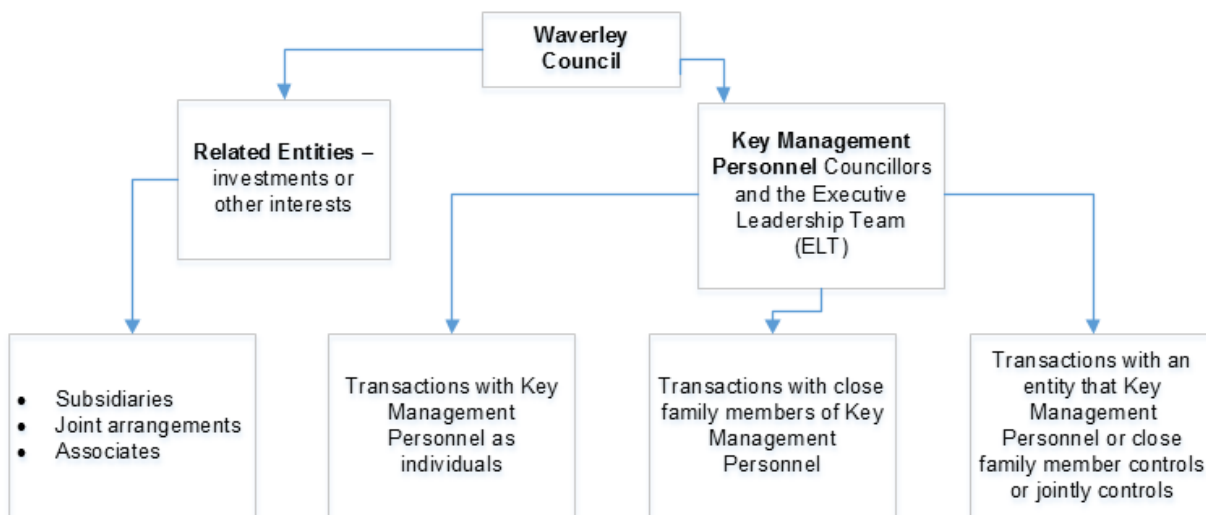 Waverley
Council
Related Entities –
investments or
other interests
Key Management
Personnel Councillors
and the Executive
Leadership Team
(ELT)
• Subsidiaries
• Joint arrangements
• Associates
Transactions with Key
Management
Personnel as
individuals
Transactions with close
family members of Key
Management
Personnel
Transactions with an
entity that Key
Management
Personnel or close
family member controls
or jointly controls